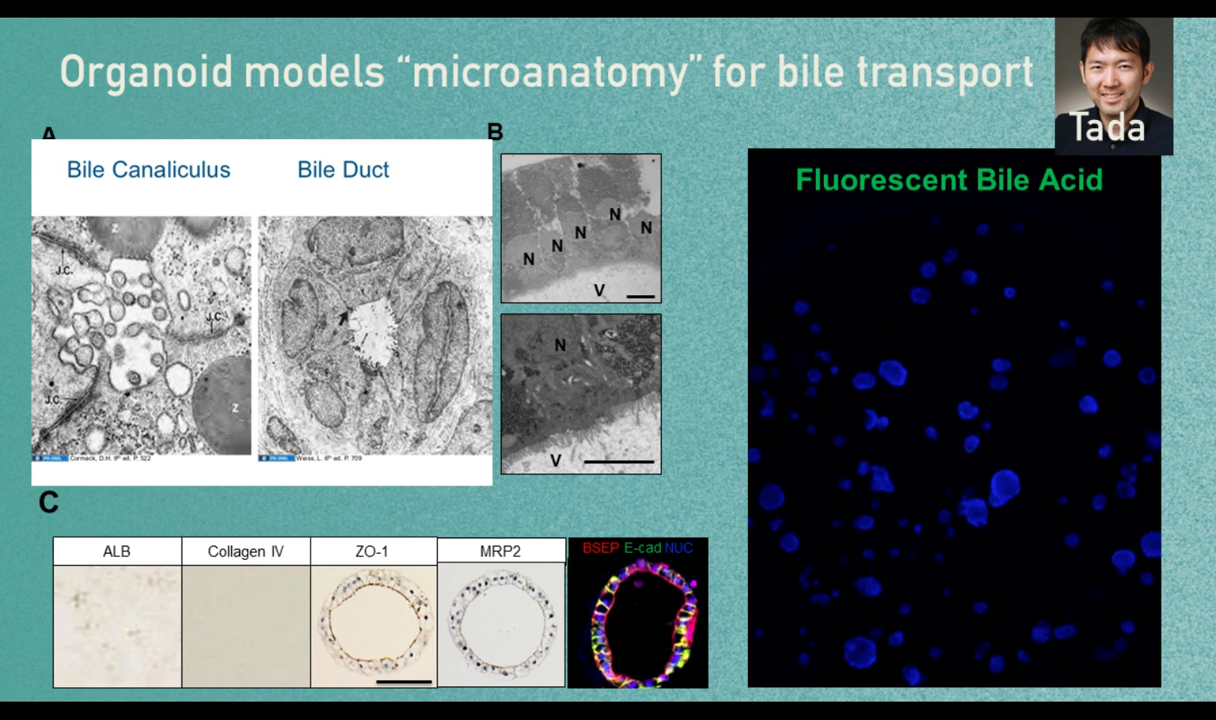 Organoid models “microanatomy” for bile transport
Tada
A
Bile Canaliculus
Bile Duct
Z
J.C.
J.C.
J.C.
Z
Cormack, D.H. 9th ed. P. 522
Weiss, L. 6th ed. P. 709
B
N
N
N
N
N
V
N
V
Fluorescent Bile Acid
C
ALB
Collagen IV
ZO-1
MRP2
BSEP E-cad NUC